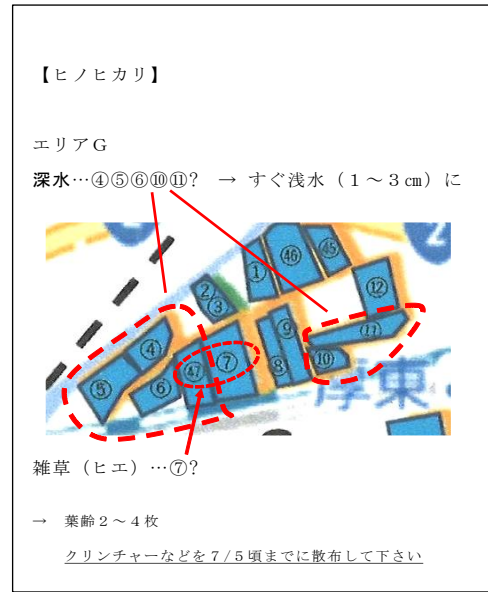 【ヒノヒカリ】
エリアG
深水…④⑤⑥⑩⑪? → すぐ浅水（1～3㎝）に
① ㊻ ㊺
② ③
⑫
④ ⑨ ⑪
⑤ ⑥ ㊼ ⑦ ⑧ ⑩
厚東
雑草（ヒエ）…⑦?
→ 葉齢2～4枚
クリンチャーなどを7/5頃までに散布して下さい